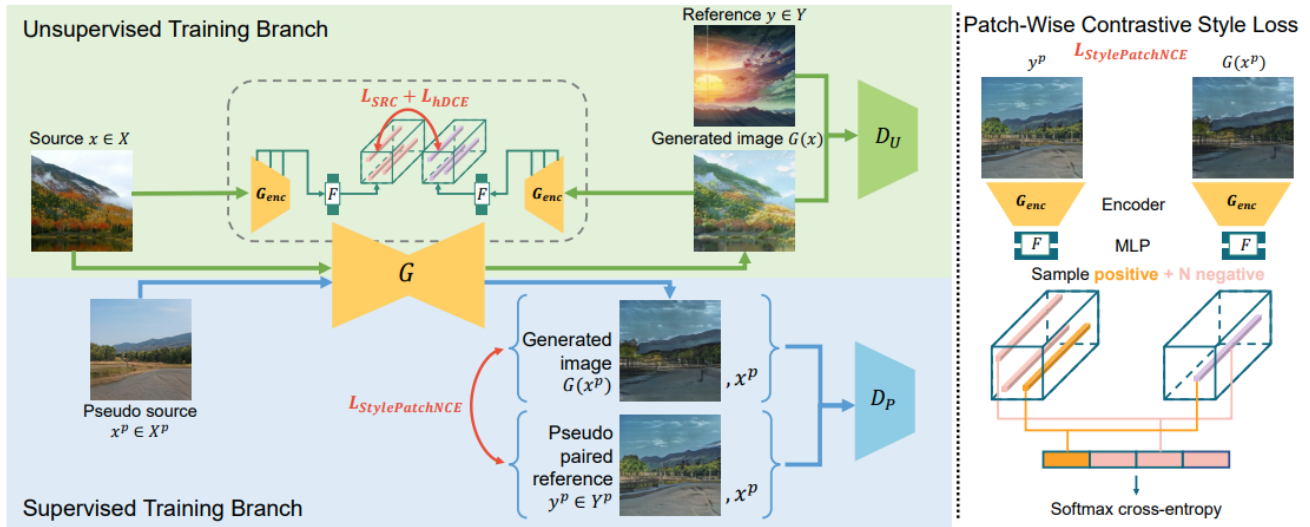 Unsupervised Training Branch
Reference y ∈ Y
L_SRC + L_hDCE
Source x ∈ X
G_enc
F
F
G_enc
Generated image G(x)
D_U
G
Pseudo source
x^p ∈ X^p
L_StylePatchNCE
Generated
image
G(x^p)
, x^p
Pseudo
paired
reference
y^p ∈ Y^p
, x^p
D_P
Supervised Training Branch
Patch-Wise Contrastive Style Loss
L_StylePatchNCE
y^p
G(x^p)
G_enc
Encoder
G_enc
F
MLP
F
Sample positive + N negative
Softmax cross-entropy